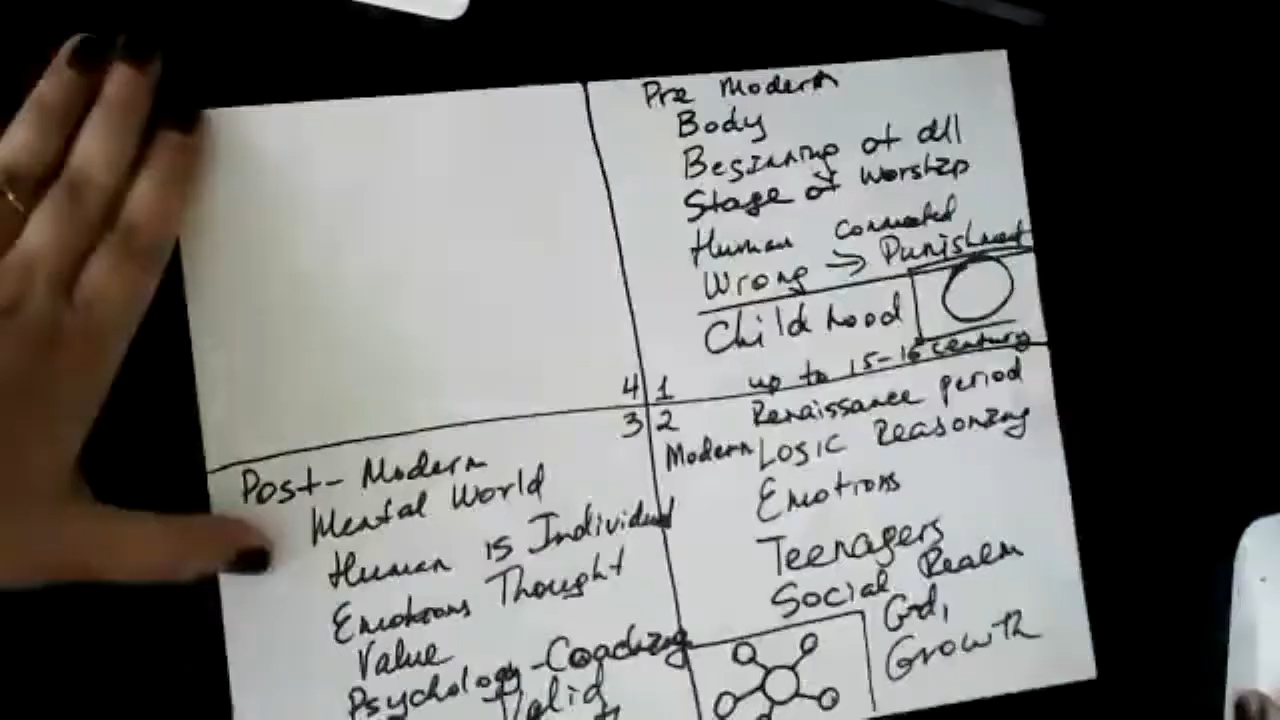 Pre Modern
Body
Beginning of all
Stage of Worship
Human connected
Wrong → Punishment
Childhood
up to 15-16 century
4 1
3 2
Renaissance period
Modern Logic Reasoning
Emotions
Teenagers
Social Realm
God,
Growth
Post-Modern
Mental World
Human is Individual
Emotions Thought
Value
Psychology-Coaching
Valid